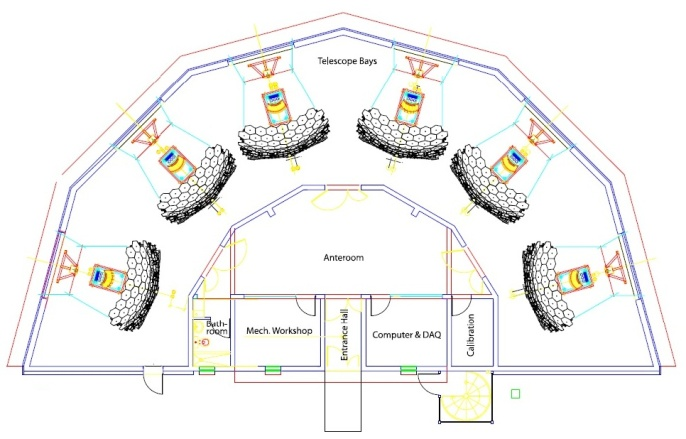 Telescope Bays
Anteroom
Bath-
room
Mech. Workshop
Entrance Hall
Computer & DAQ
Calibration